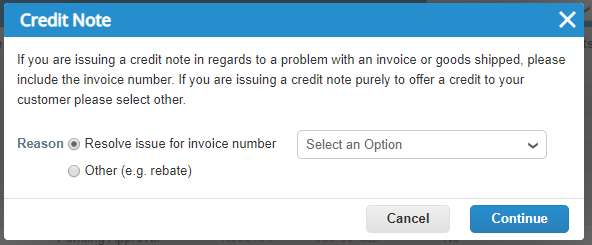 Credit Note
If you are issuing a credit note in regards to a problem with an invoice or goods shipped, please
include the invoice number. If you are issuing a credit note purely to offer a credit to your
customer please select other.
Reason Resolve issue for invoice number Select an Option
Other (e.g. rebate)
Cancel Continue